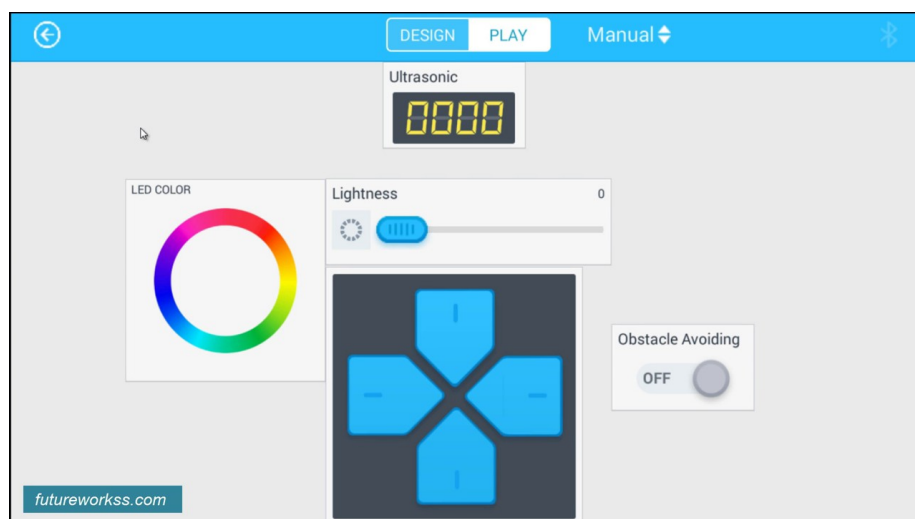 DESIGN PLAY Manual
Ultrasonic
0000
LED COLOR
Lightness 0
Obstacle Avoiding
OFF
futureworkss.com